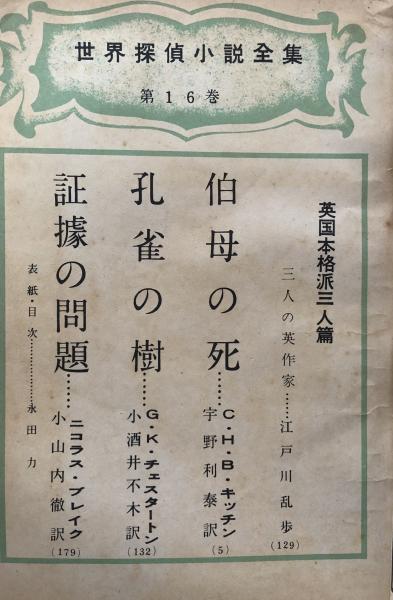 世界探偵小説全集
第16巻
英国本格派三人篇
三人の英作家……江戸川乱歩(129)
伯母の死……C・H・B・キッチン
宇野利泰訳(5)
孔雀の樹……G・K・チェスタートン
小酒井不木訳(132)
証據の問題……ニコラス・ブレイク
小山内徹訳(179)
表紙・目次………………永田力